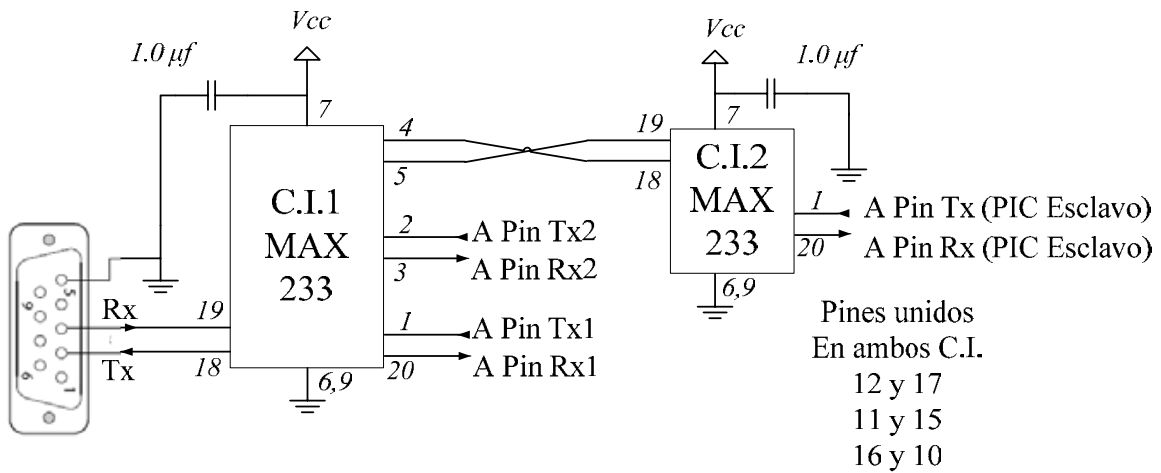 Vcc
1.0 µf
7
C.I.1
MAX
233
4
5
2
A Pin Tx2
3
A Pin Rx2
1
A Pin Tx1
20
A Pin Rx1
6,9
19
18
Rx
Tx
5
9
6
1
Vcc
1.0 µf
7
19
18
C.I.2
MAX
233
1
A Pin Tx (PIC Esclavo)
20
A Pin Rx (PIC Esclavo)
6,9
Pines unidos
En ambos C.I.
12 y 17
11 y 15
16 y 10